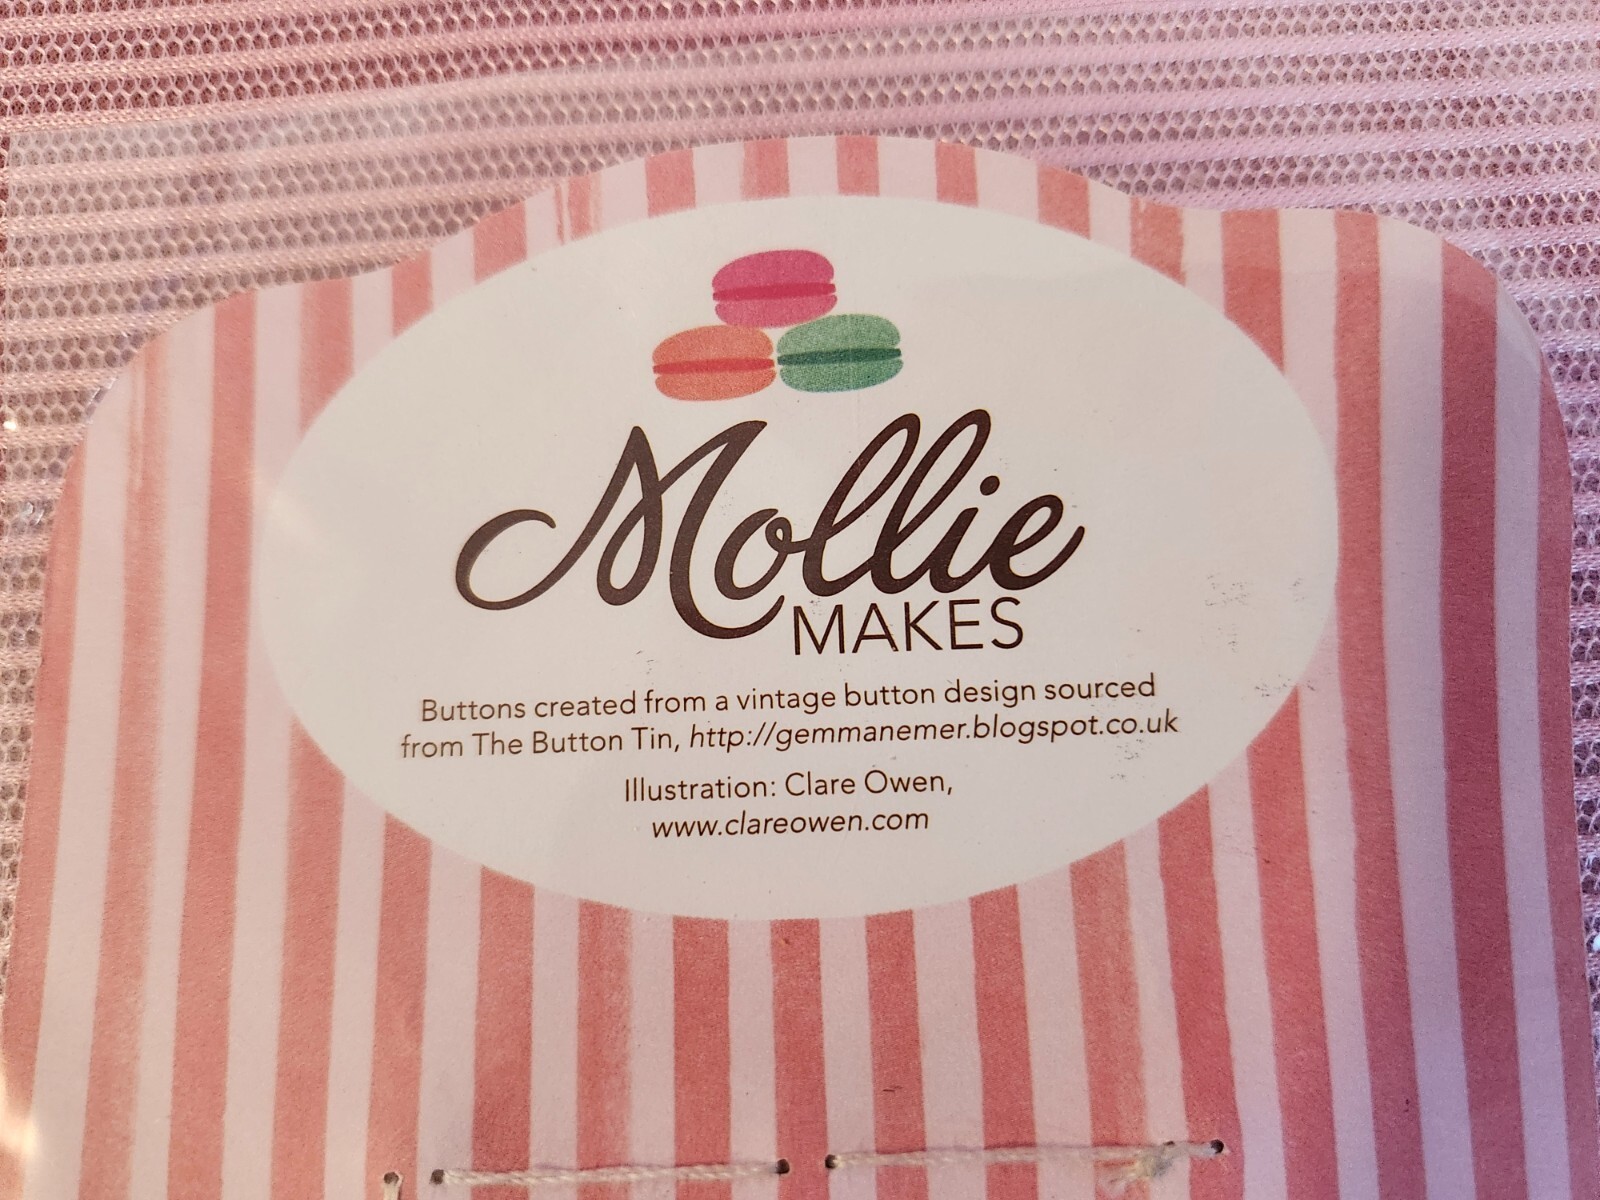 Mollie
MAKES
Buttons created from a vintage button design sourced
from The Button Tin, http://gemmanemer.blogspot.co.uk
Illustration: Clare Owen,
www.clareowen.com